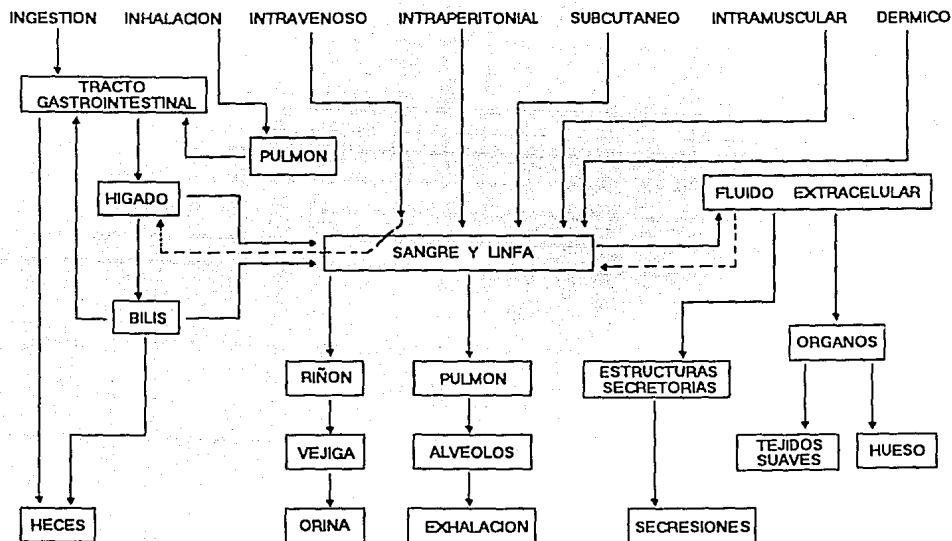 INGESTION INHALACION INTRAVENOSO INTRAPERITONIAL SUBCUTANEO INTRAMUSCULAR DERMICO
TRACTO
GASTROINTESTINAL
PULMON
HIGADO
FLUIDO EXTRACELULAR
SANGRE Y LINFA
BILIS
ORGANOS
RIÑON
PULMON
ESTRUCTURAS
SECRETORIAS
VEJIGA
ALVEOLOS
TEJIDOS
SUAVES
HUESO
HECES
ORINA
EXHALACION
SECRESIONES